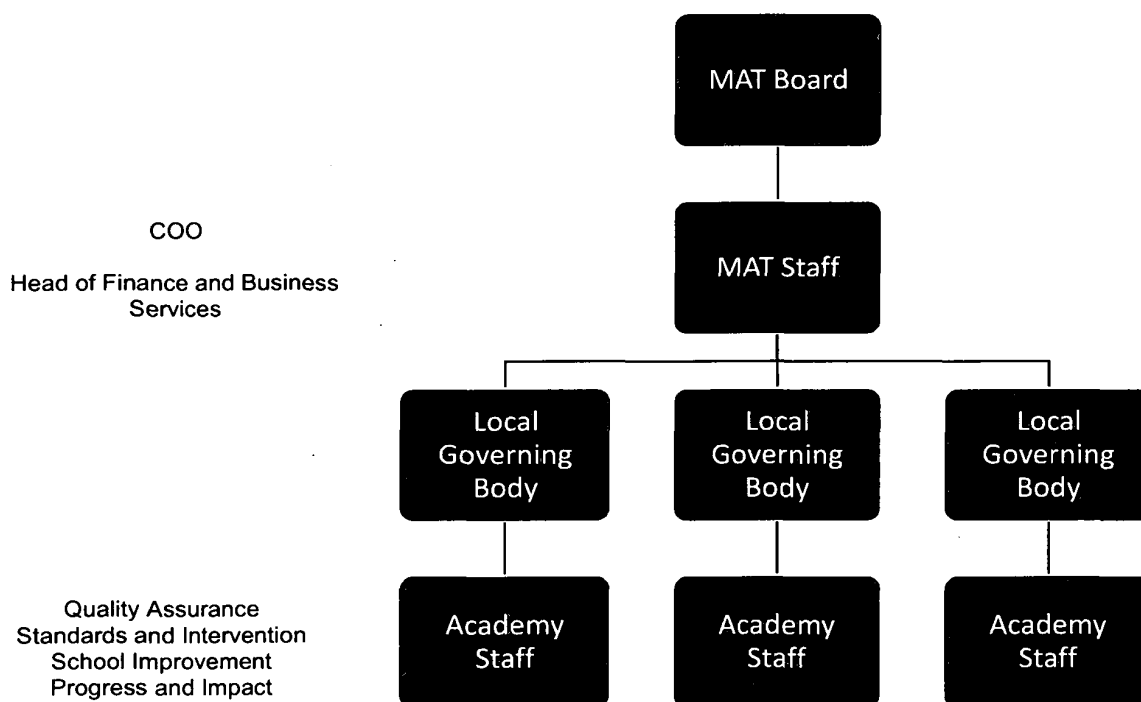 MAT Board
COO
Head of Finance and Business
Services
MAT Staff
Local
Governing
Body
Local
Governing
Body
Local
Governing
Body
Quality Assurance
Standards and Intervention
School Improvement
Progress and Impact
Academy
Staff
Academy
Staff
Academy
Staff